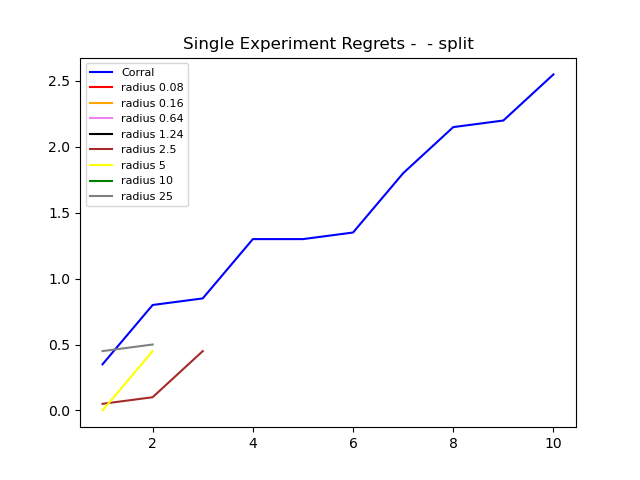 Single Experiment Regrets -  - split
Corral
radius 0.08
radius 0.16
radius 0.64
radius 1.24
radius 2.5
radius 5
radius 10
radius 25
2.5
2.0
1.5
1.0
0.5
0.0
2 4 6 8 10